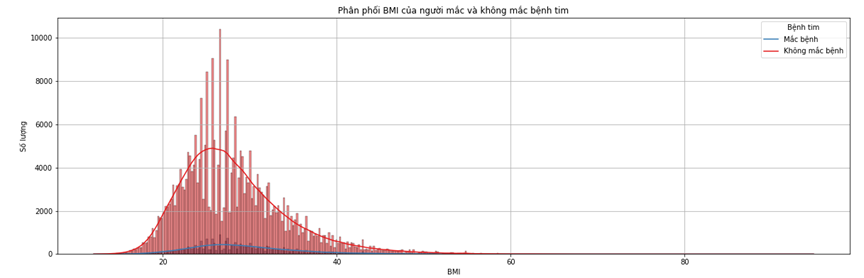 Phân phối BMI của người mắc và không mắc bệnh tim
Bệnh tim
Mắc bệnh
Không mắc bệnh
10000
8000
6000
4000
2000
0
Số lượng
20
40
60
80
BMI